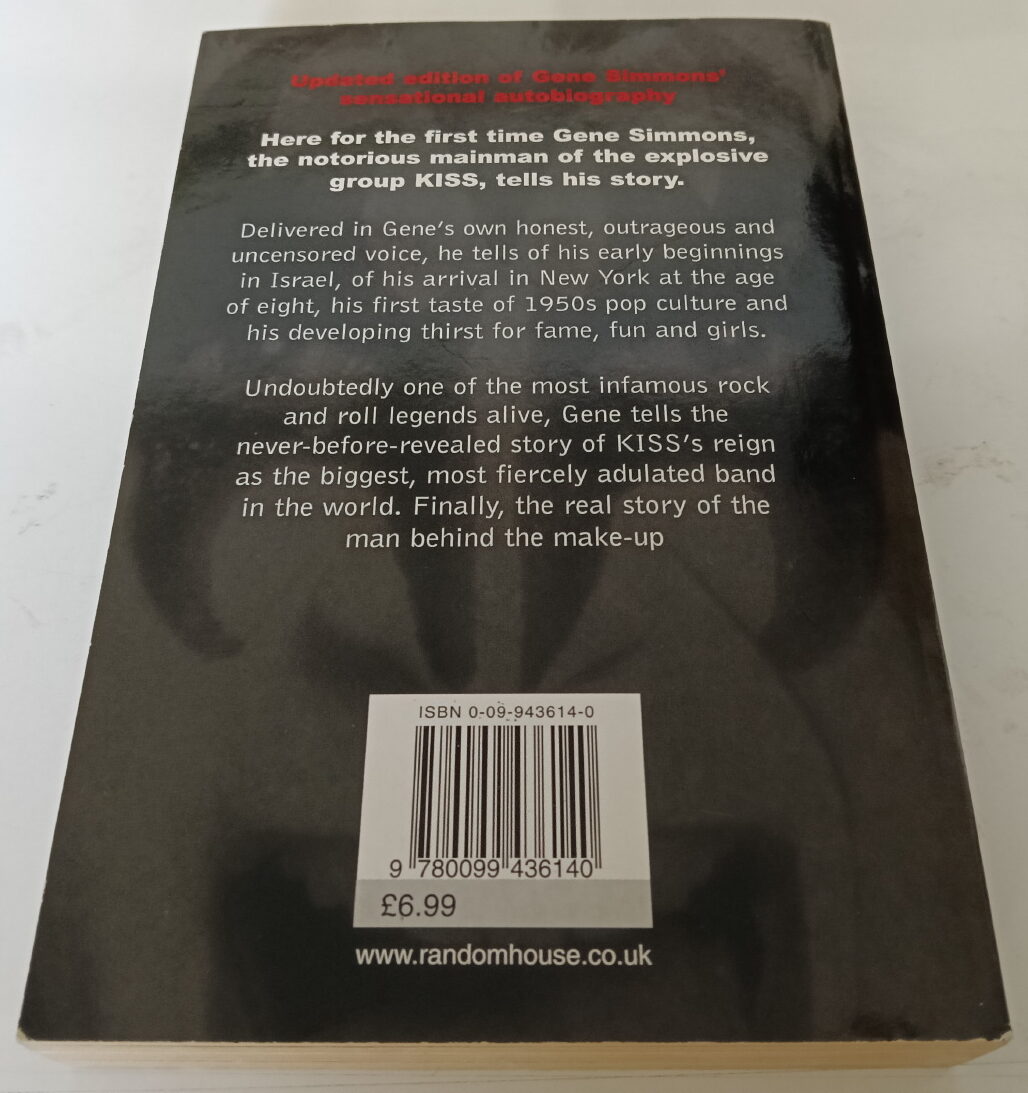 Updated edition of Gene Simmons'
sensational autobiography
Here for the first time Gene Simmons,
the notorious mainman of the explosive
group KISS, tells his story.
Delivered in Gene's own honest, outrageous and
uncensored voice, he tells of his early beginnings
in Israel, of his arrival in New York at the age
of eight, his first taste of 1950s pop culture and
his developing thirst for fame, fun and girls.
Undoubtedly one of the most infamous rock
and roll legends alive, Gene tells the
never-before-revealed story of KISS's reign
as the biggest, most fiercely adulated band
in the world. Finally, the real story of the
man behind the make-up
ISBN 0-09-943614-0
9 780099 436140
£6.99
www.randomhouse.co.uk